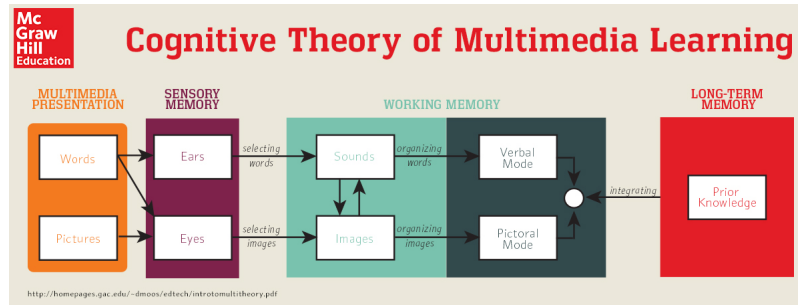 Mc
Graw
Hill
Education
Cognitive Theory of Multimedia Learning
MULTIMEDIA
PRESENTATION
SENSORY
MEMORY
WORKING MEMORY
LONG-TERM
MEMORY
Words
Ears
selecting
words
Sounds
organizing
words
Verbal
Mode
integrating
Prior
Knowledge
Pictures
Eyes
selecting
images
Images
organizing
images
Pictoral
Mode
http://homepages.gac.edu/~dmoos/edtech/introtomultitheory.pdf